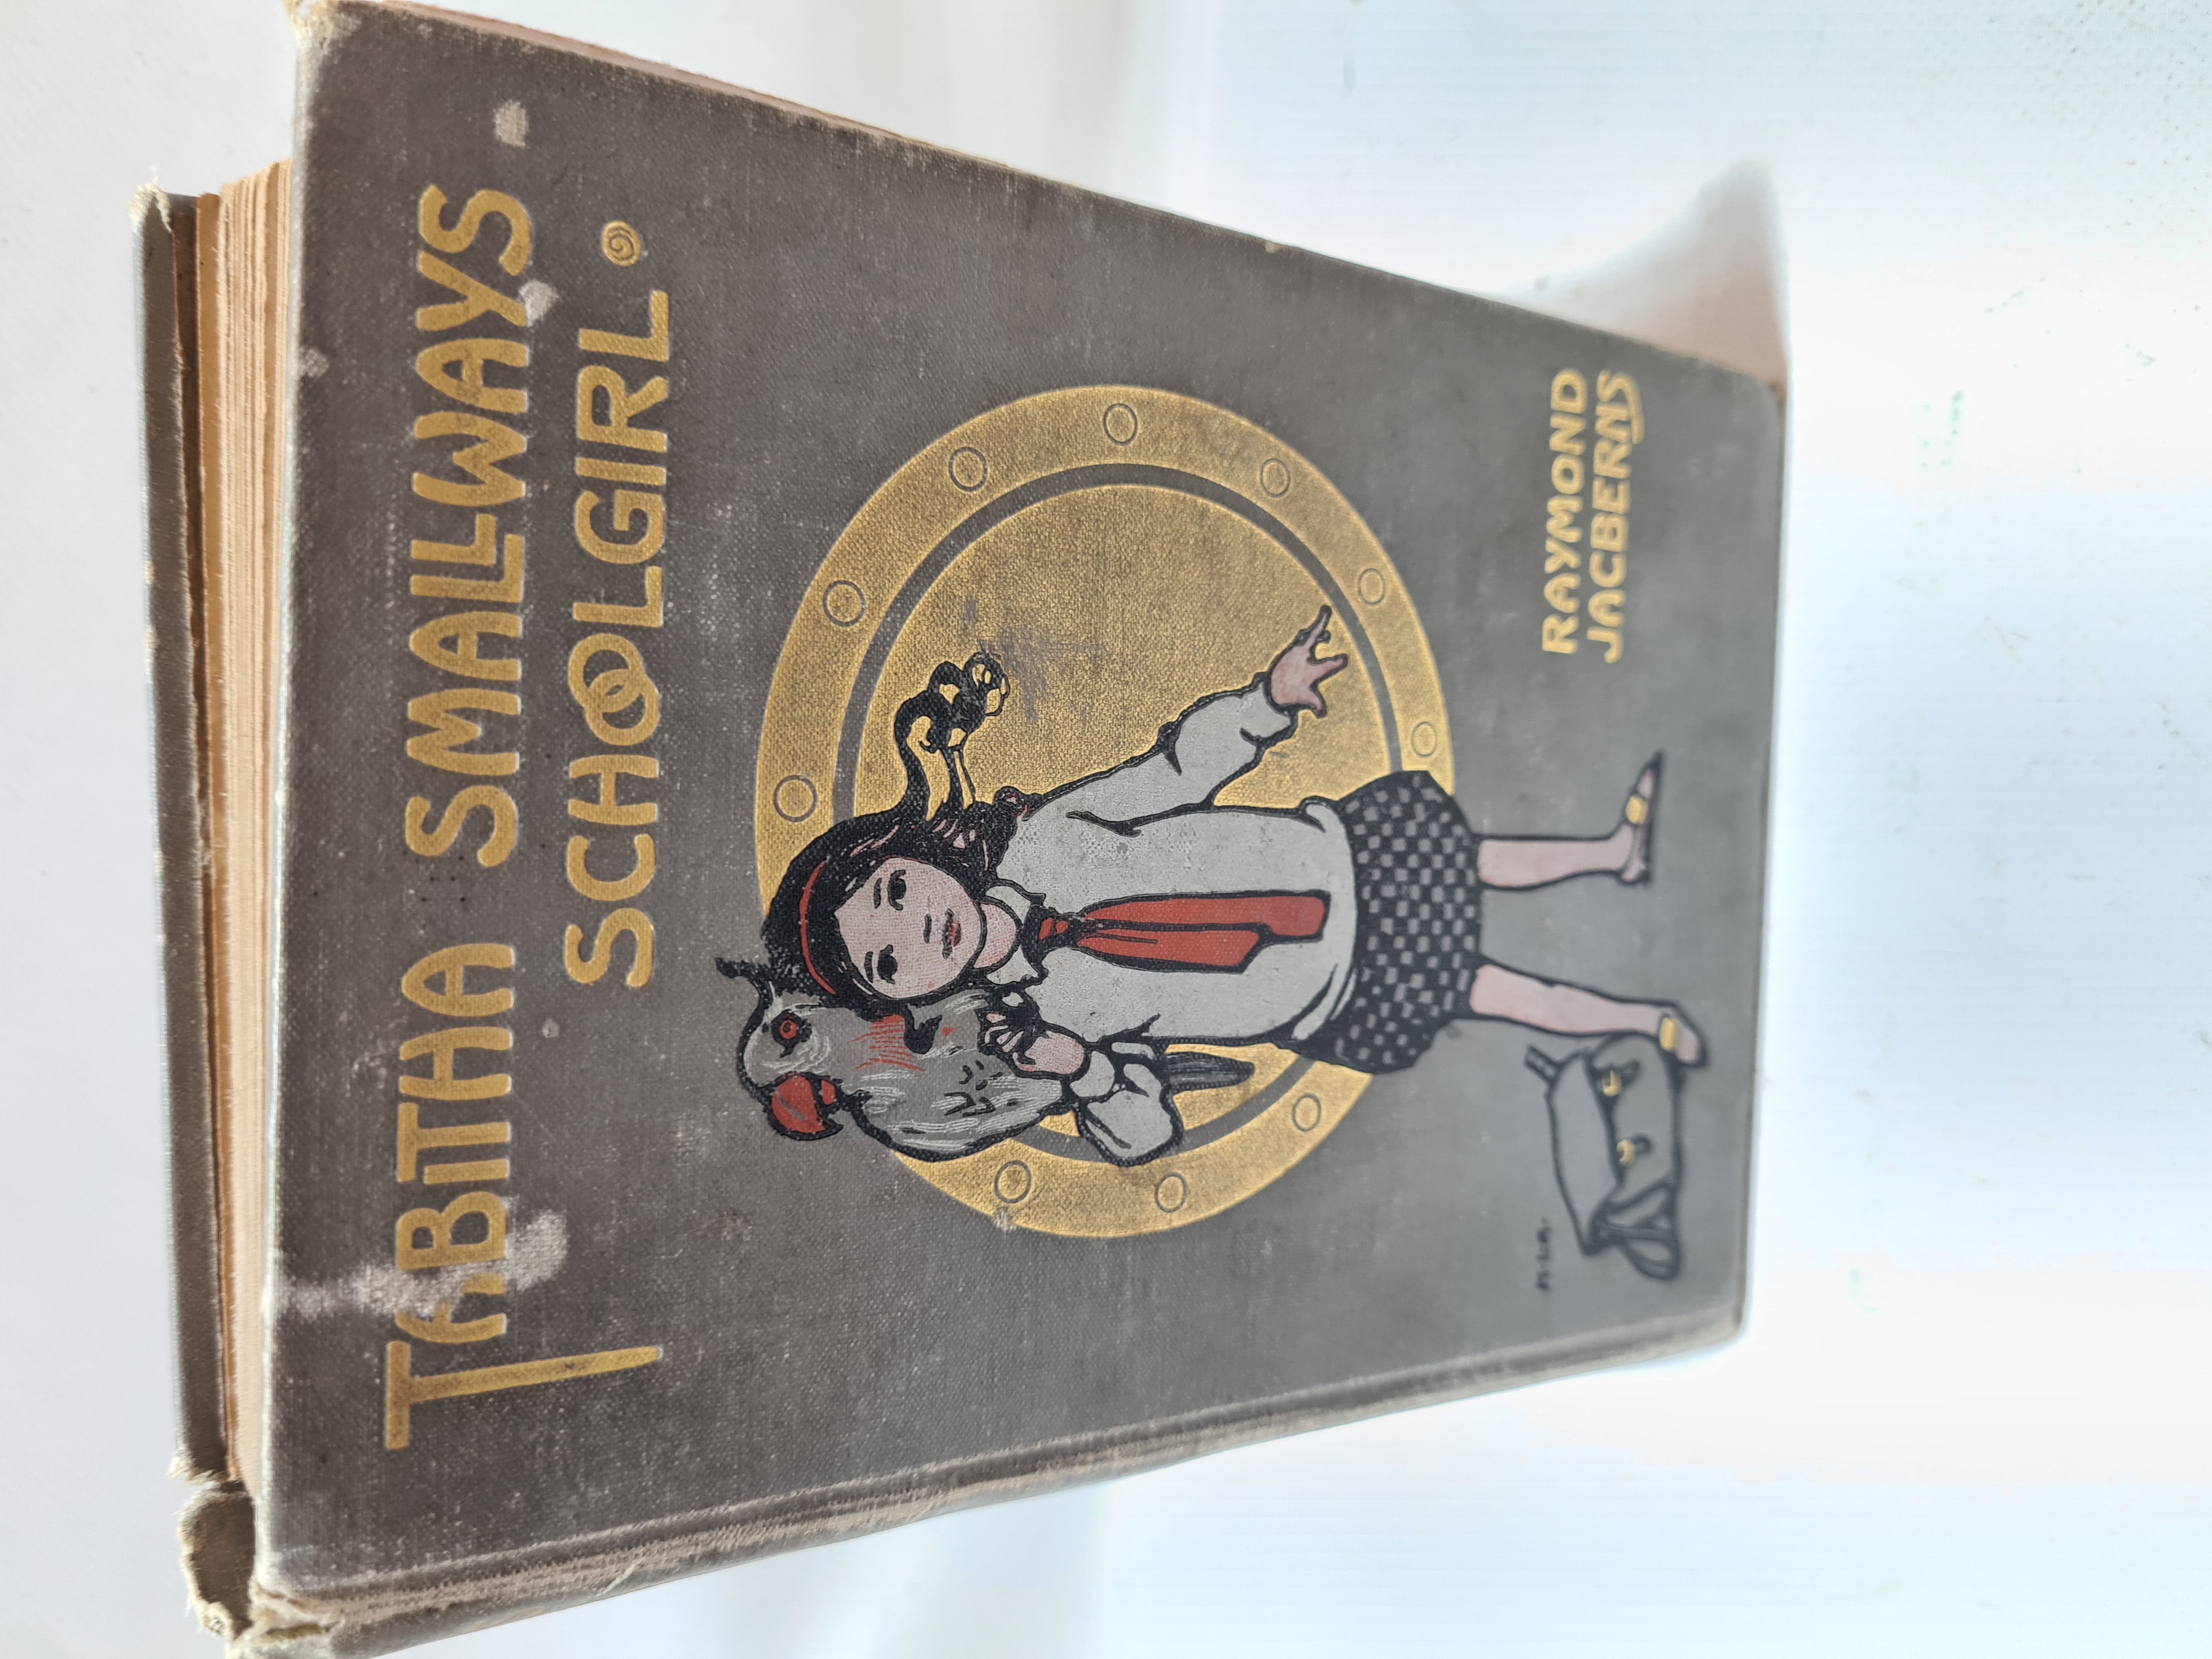 TABITHA SMALLWAYS
SCHOOLGIRL
RAYMOND
JACBERNS